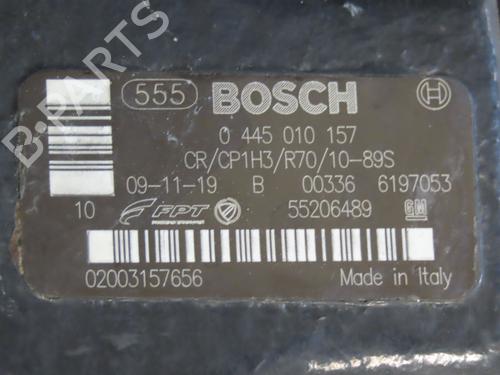 555 BOSCH
0 445 010 157
CR/CP1H3/R70/10-89S
09-11-19 B 00336 6197053
10 FPT 55206489 GM
02003157656 Made in Italy
B-PARTS